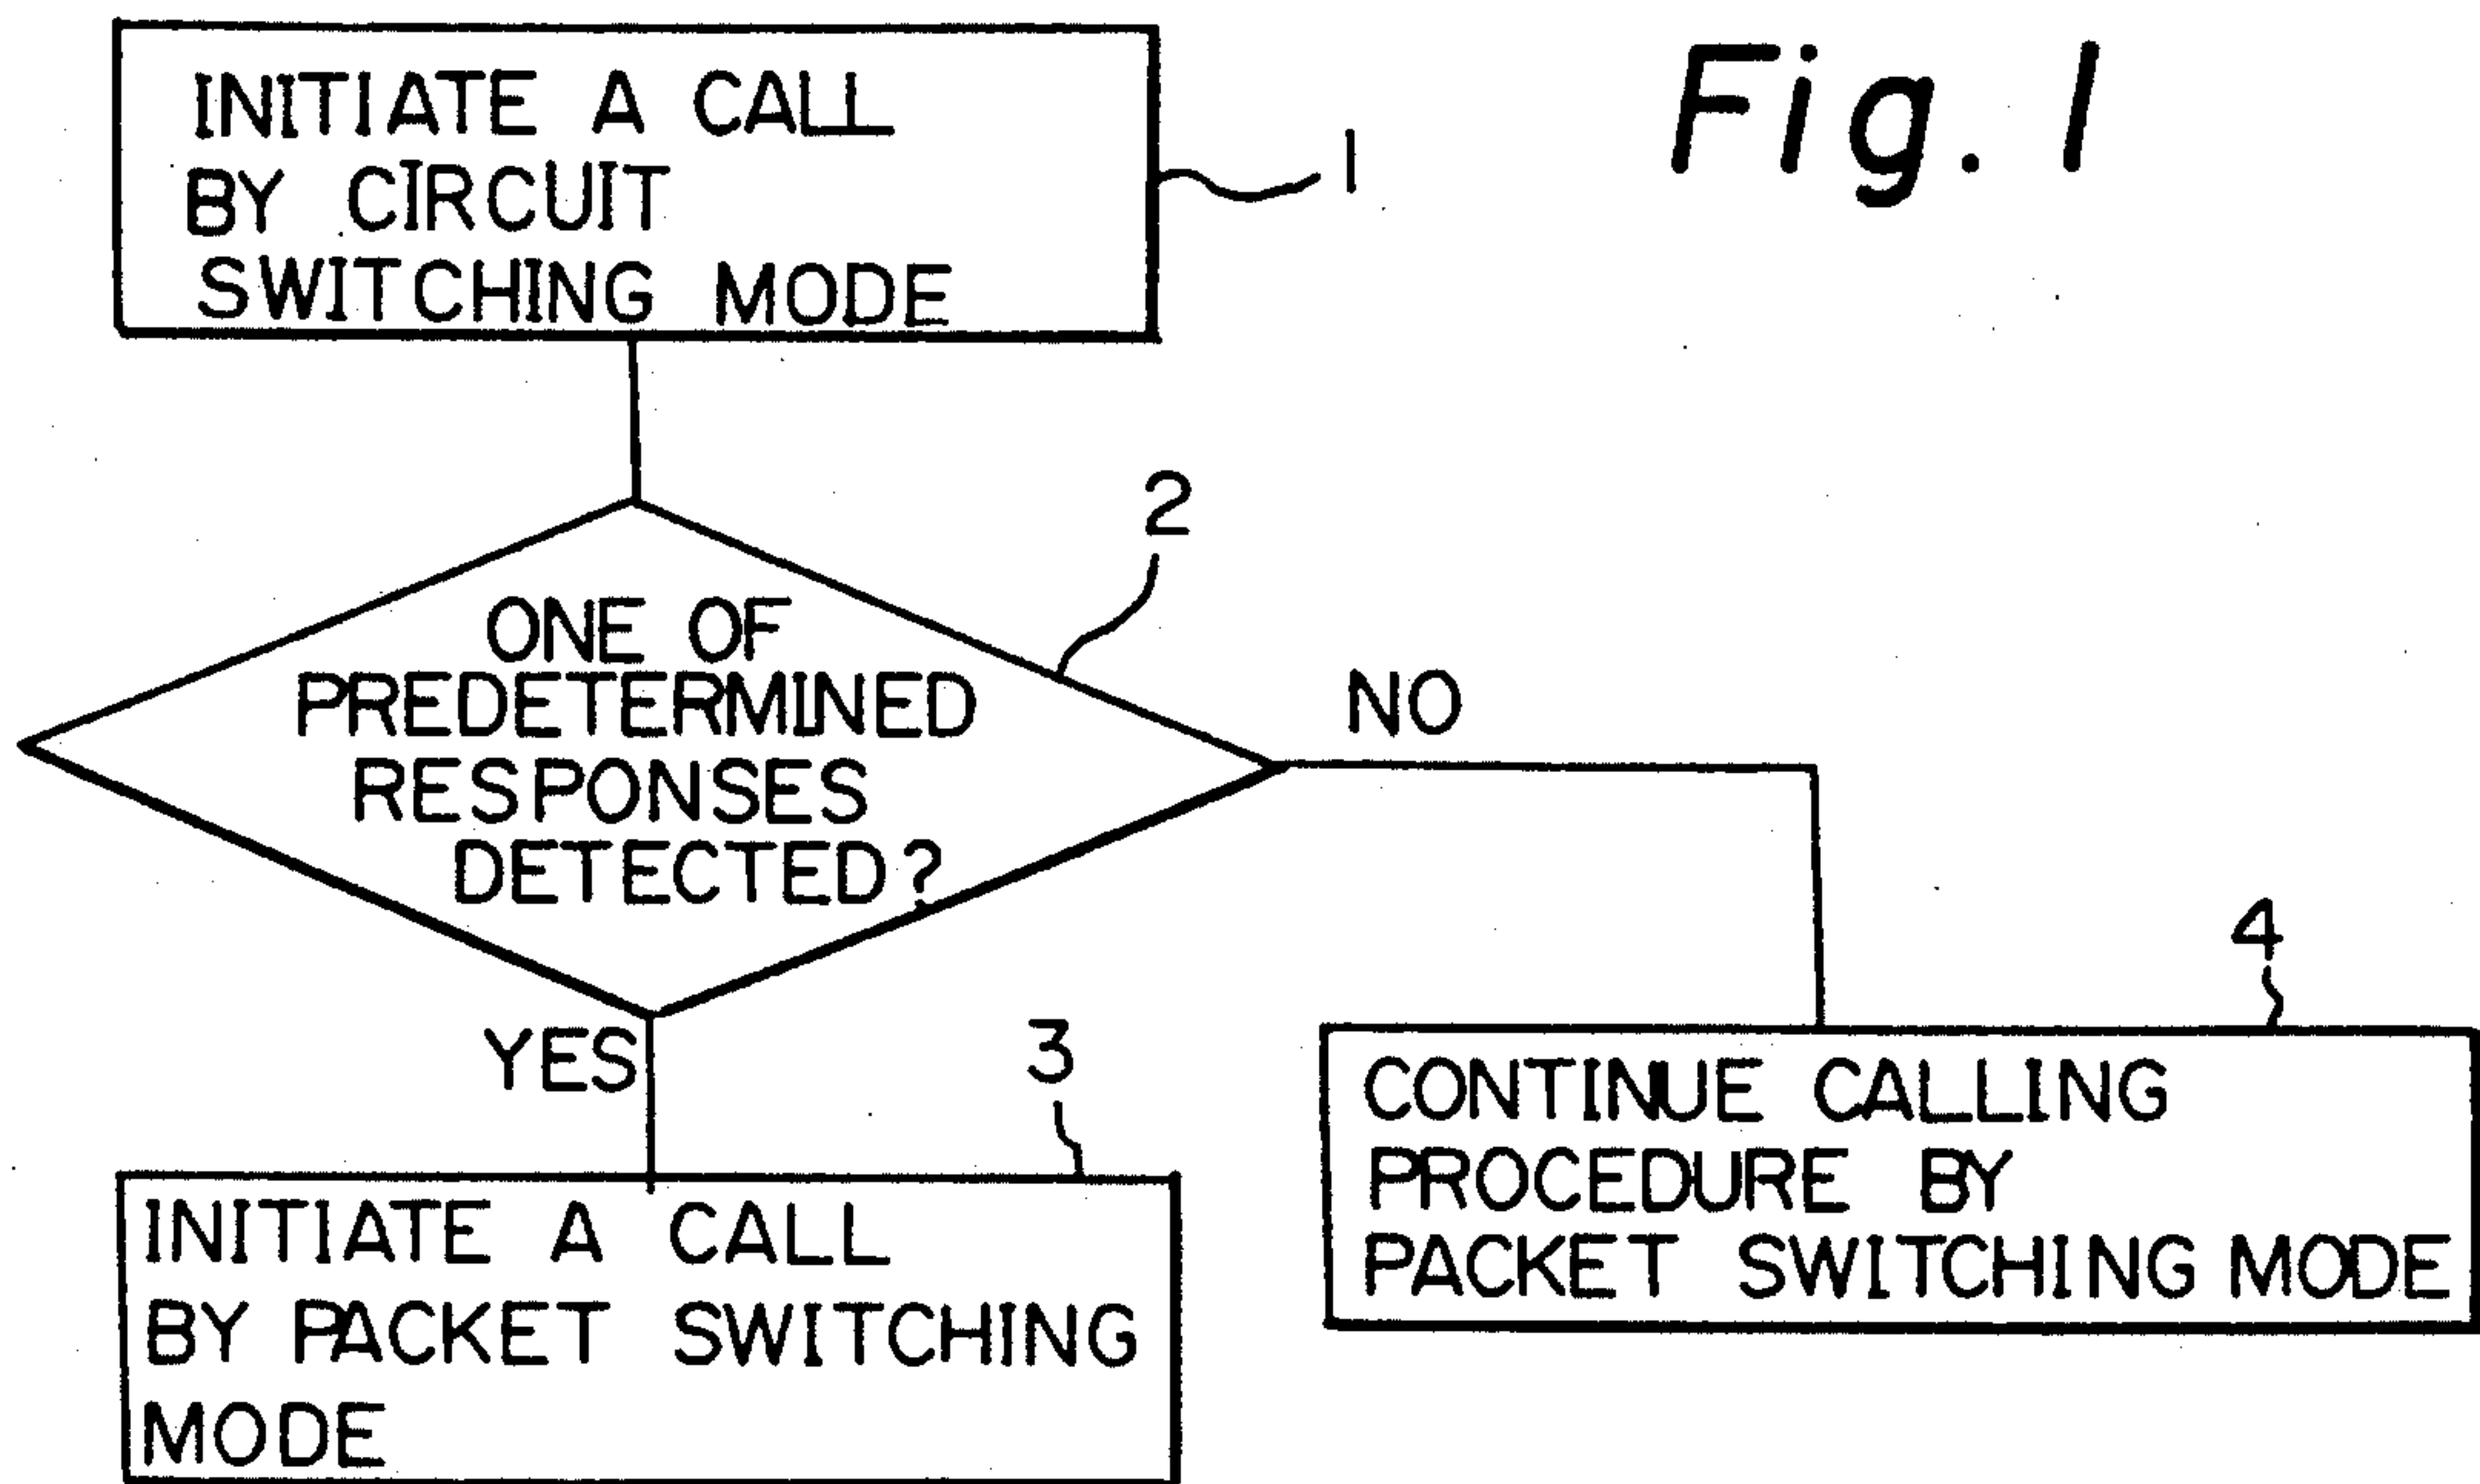 Fig. 1
INITIATE A CALL
BY CIRCUIT
SWITCHING MODE
1
2
ONE OF
PREDETERMINED
RESPONSES
DETECTED?
NO
YES
3
INITIATE A CALL
BY PACKET SWITCHING
MODE
4
CONTINUE CALLING
PROCEDURE BY
PACKET SWITCHING MODE